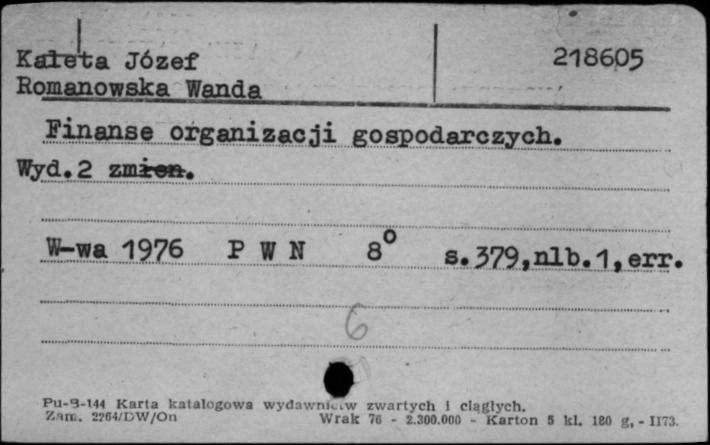 Kaleta Józef 218605
Romanowska Wanda
Finanse organizacji gospodarczych.
Wyd.2 zmien.
W-wa 1976 P W N 8° s.379,nlb.1,err.
6
Pu-B-144 Karta katalogowa wydawnictw zwartych i ciągłych.
Zam. 2264/DW/On Wrak 76 - 2.300.000 - Karton 5 kl. 180 g. - II73.